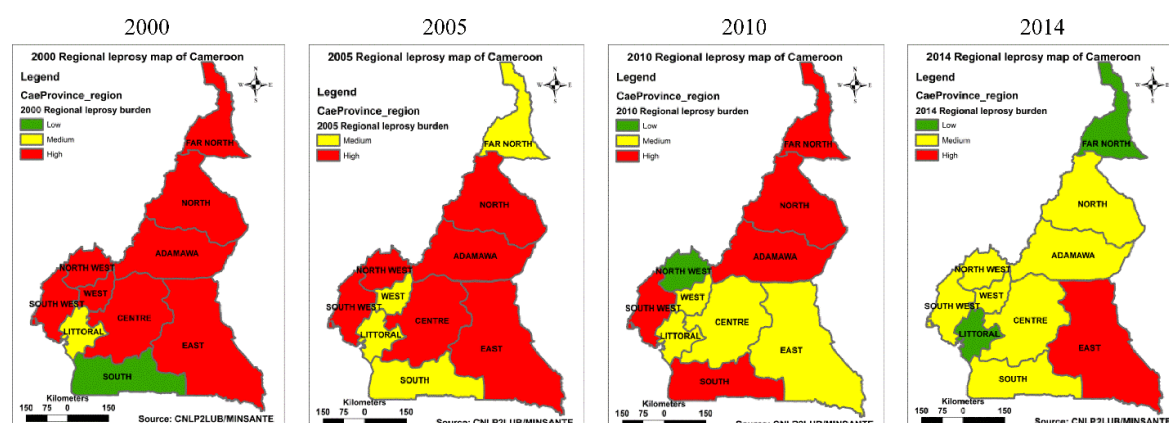 2000
2005
2010
2014
2000 Regional leprosy map of Cameroon
Legend
CaeProvince_region
2000 Regional leprosy burden
Low
Medium
High
N
W E
S
FAR NORTH
NORTH
ADAMAWA
NORTH WEST
WEST
SOUTH WEST
CENTRE
LITTORAL
EAST
SOUTH
Kilometers
150 75 0 150
Source: CNLP2LUB/MINSANTE
2005 Regional leprosy map of Cameroon
Legend
CaeProvince_region
2005 Regional leprosy burden
Medium
High
N
W E
S
FAR NORTH
NORTH
ADAMAWA
NORTH WEST
WEST
SOUTH WEST
CENTRE
LITTORAL
EAST
SOUTH
Kilometers
150 75 0 150
Source: CNLP2LUB/MINSANTE
2010 Regional leprosy map of Cameroon
Legend
CaeProvince_region
2010 Regional leprosy burden
Low
Medium
High
N
W E
S
FAR NORTH
NORTH
ADAMAWA
NORTH WEST
WEST
SOUTH WEST
CENTRE
LITTORAL
EAST
SOUTH
Kilometers
150 75 0 150
Source: CNLP2LUB/MINSANTE
2014 Regional leprosy map of Cameroon
Legend
CaeProvince_region
2014 Regional leprosy burden
Low
Medium
High
N
W E
S
FAR NORTH
NORTH
ADAMAWA
NORTH WEST
WEST
SOUTH WEST
CENTRE
LITTORAL
EAST
SOUTH
Kilometers
150 75 0 150
Source: CNLP2LUB/MINSANTE